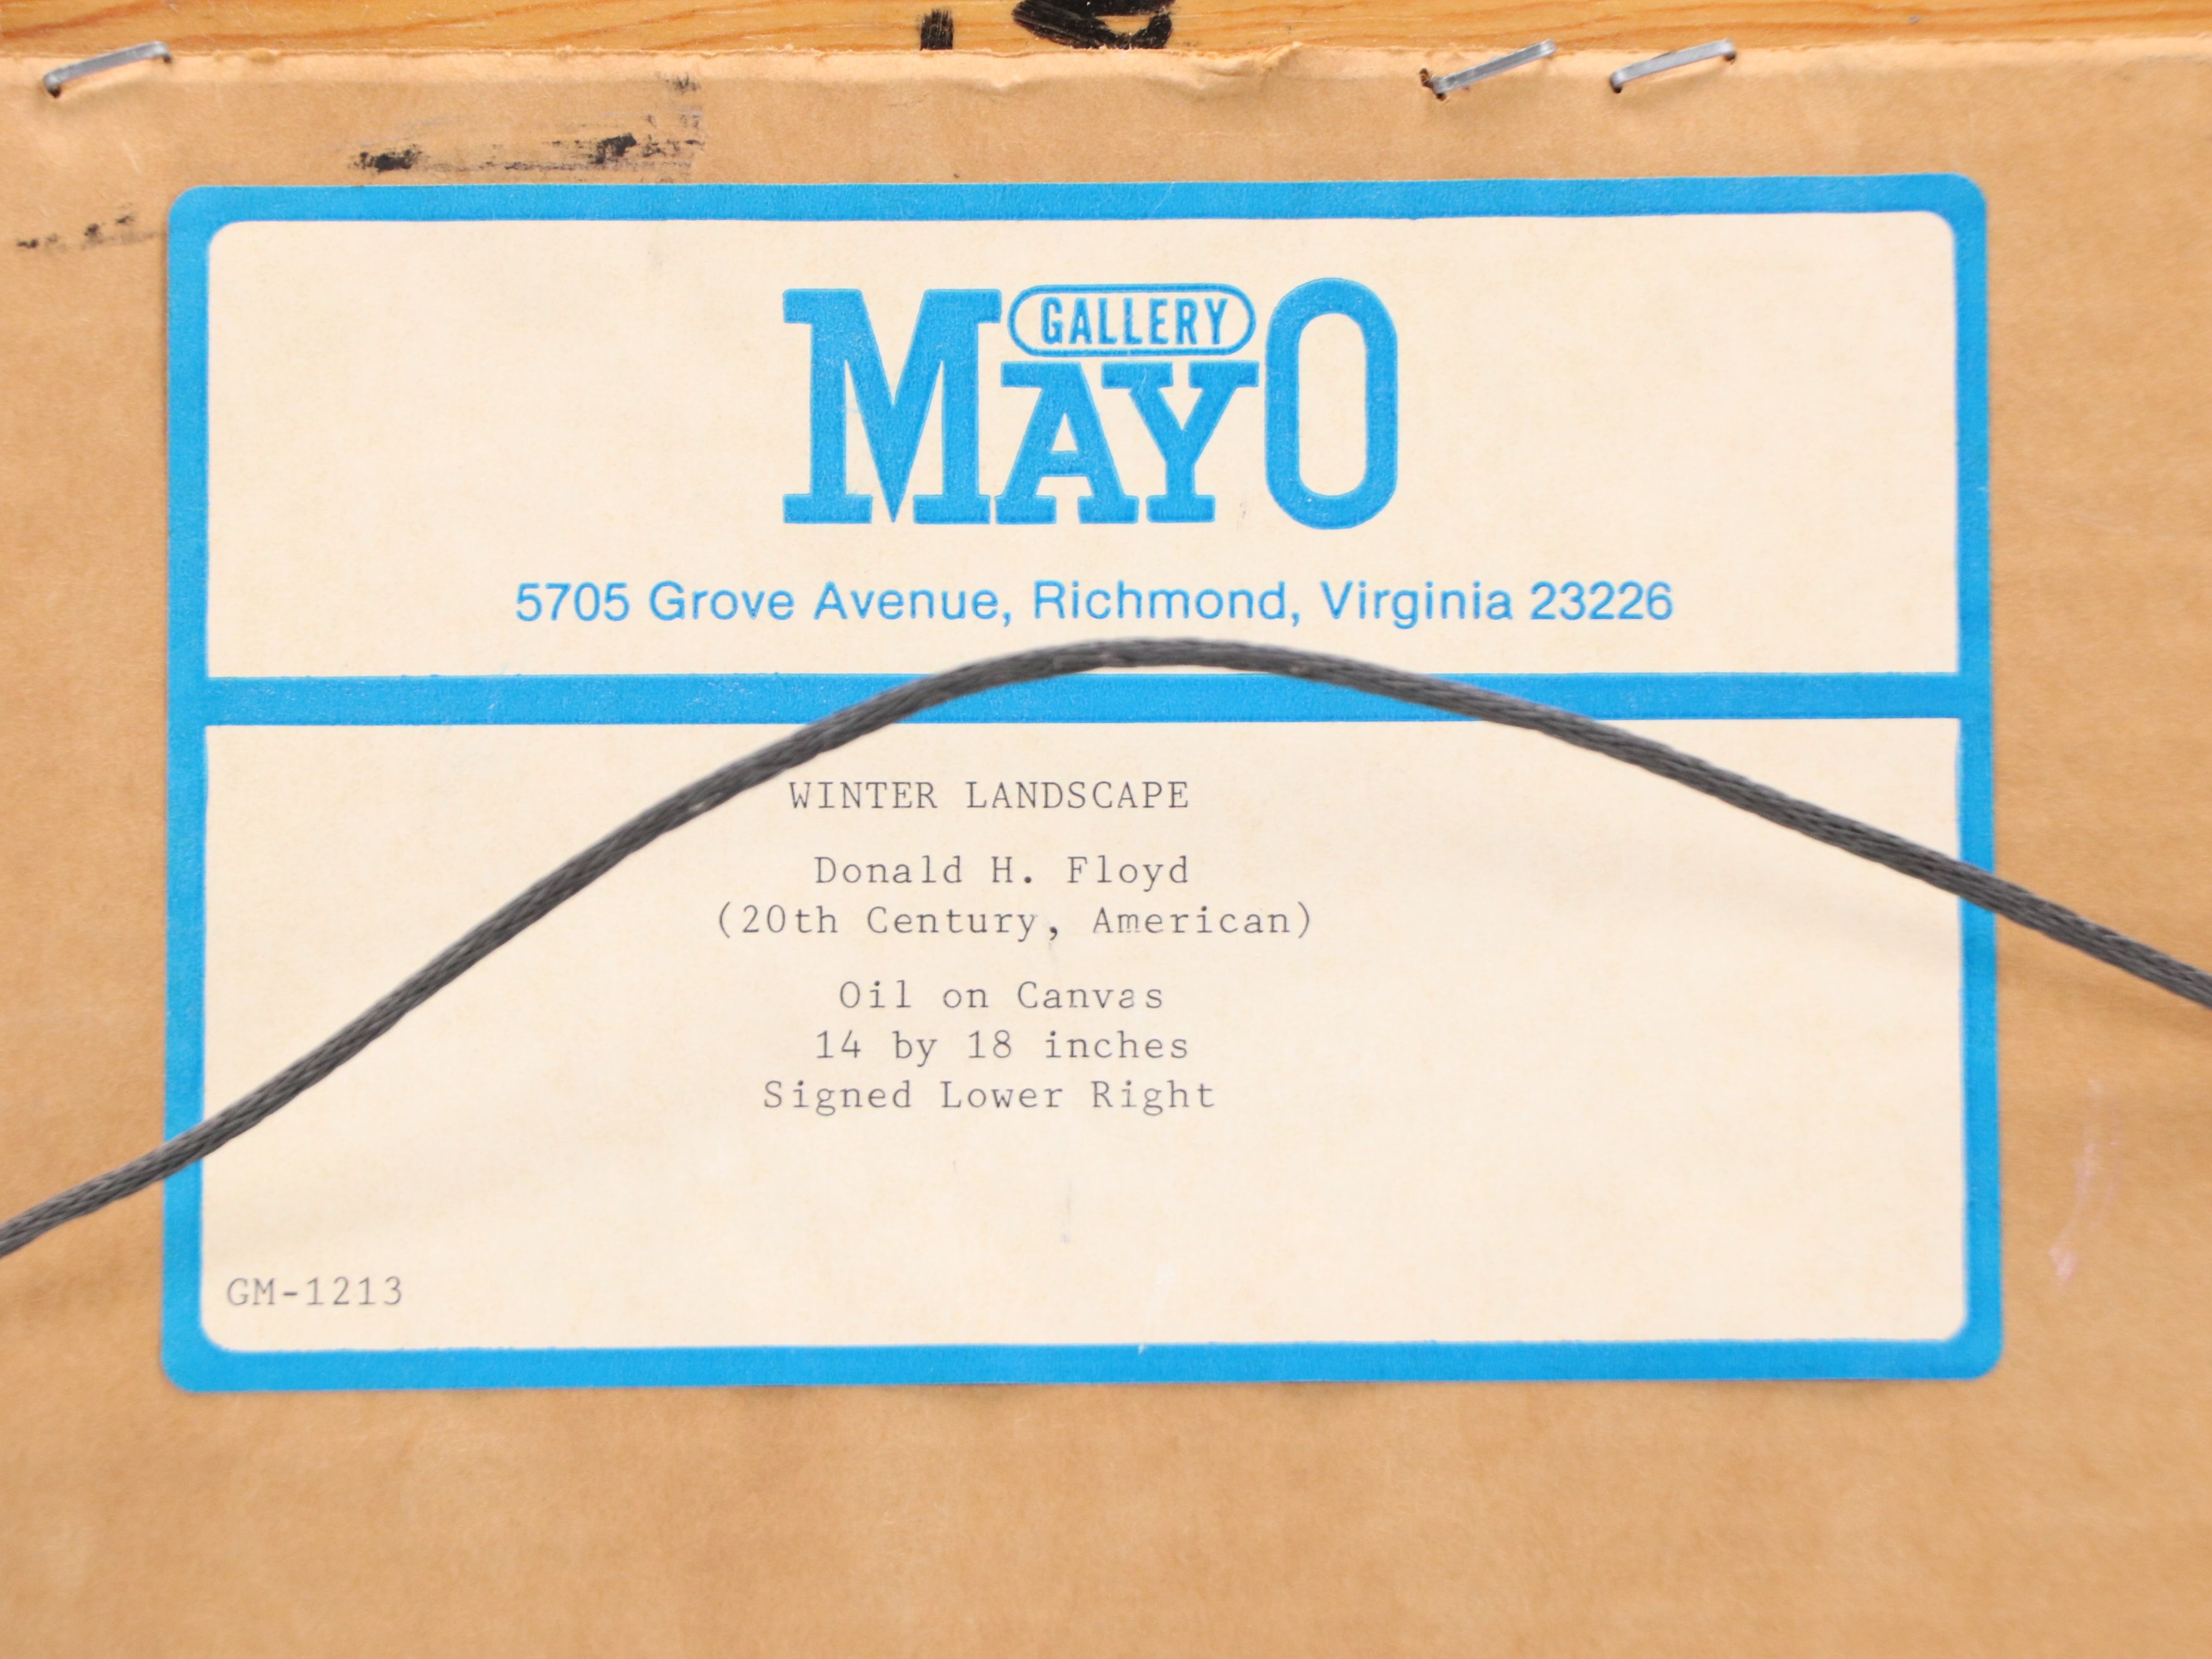 GALLERY
MAYO
5705 Grove Avenue, Richmond, Virginia 23226
WINTER LANDSCAPE
Donald H. Floyd
(20th Century, American)
Oil on Canvas
14 by 18 inches
Signed Lower Right
GM-1213